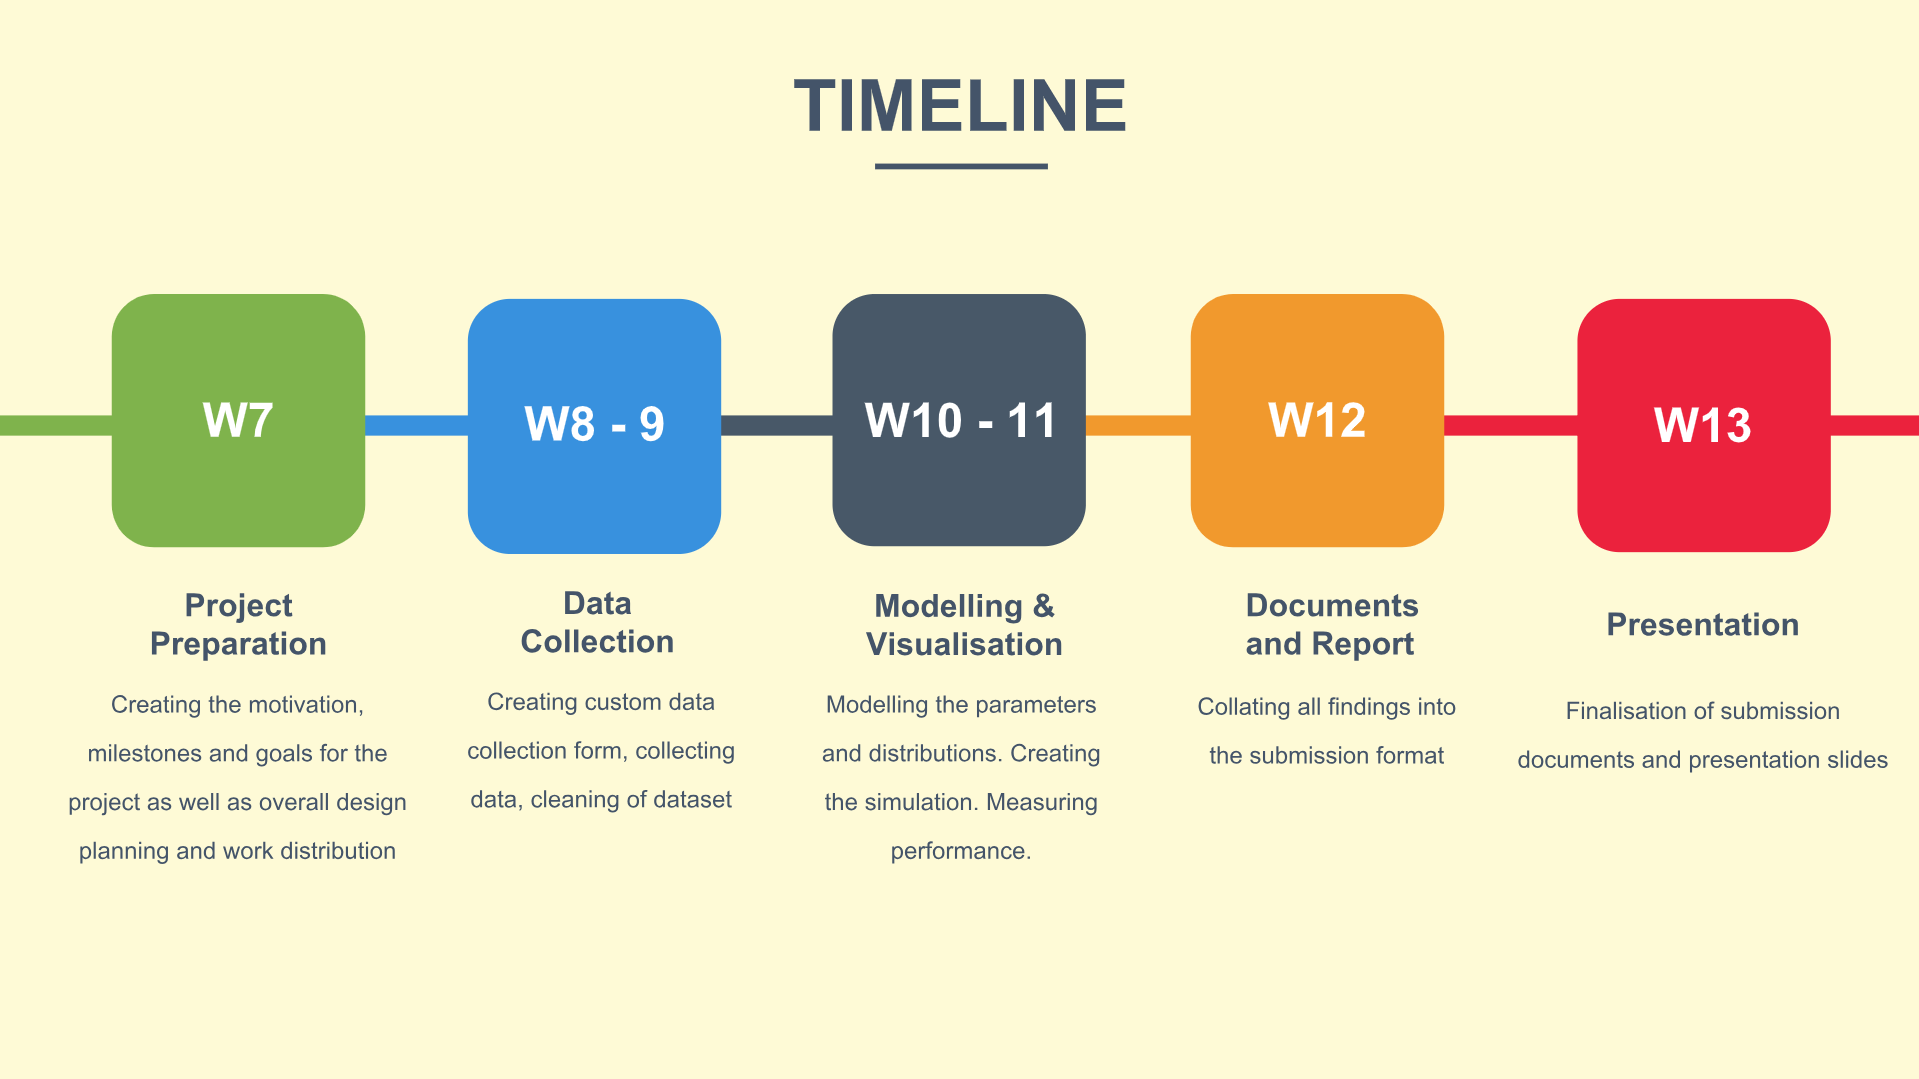 TIMELINE
W7
W8 - 9
W10 - 11
W12
W13
Project
Preparation
Creating the motivation,
milestones and goals for the
project as well as overall design
planning and work distribution
Data
Collection
Creating custom data
collection form, collecting
data, cleaning of dataset
Modelling &
Visualisation
Modelling the parameters
and distributions. Creating
the simulation. Measuring
performance.
Documents
and Report
Collating all findings into
the submission format
Presentation
Finalisation of submission
documents and presentation slides